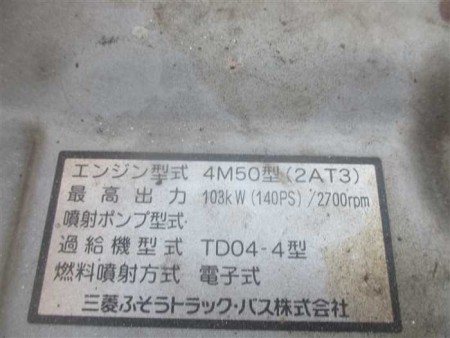 エンジン型式 4M50型(2AT3)
最高出力 103kW(140PS)/2700rpm
噴射ポンプ型式
過給機型式 TD04-4型
燃料噴射方式 電子式
三菱ふそうトラック・バス株式会社